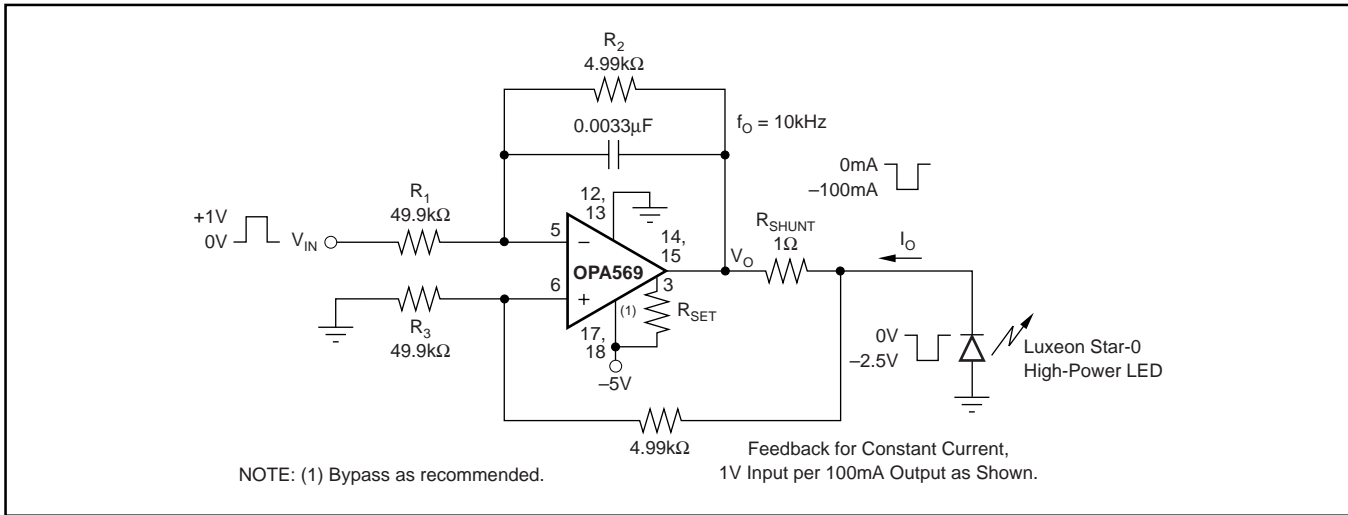 R2
4.99kΩ
fO = 10kHz
0.0033µF
0mA
–100mA
R1
49.9kΩ
12,
13
+1V
0V
VIN
5
–
14,
15
RSHUNT
1Ω
VO
IO
OPA569
3
6
+
(1)
RSET
R3
49.9kΩ
17,
18
–5V
0V
–2.5V
Luxeon Star-0
High-Power LED
4.99kΩ
Feedback for Constant Current,
1V Input per 100mA Output as Shown.
NOTE: (1) Bypass as recommended.